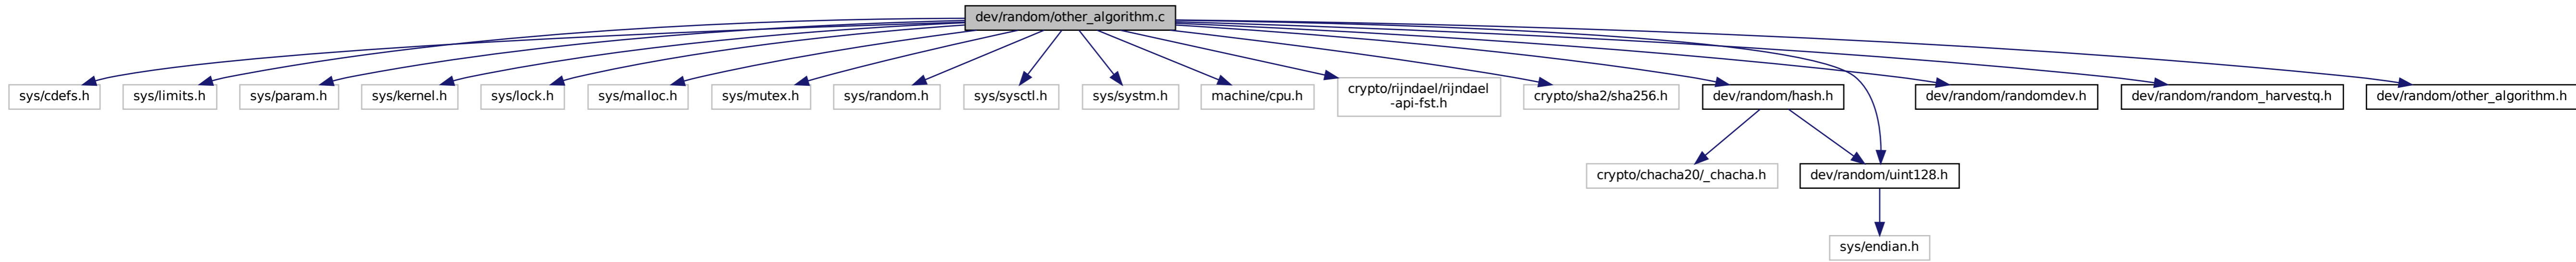 dev/random/other_algorithm.c
sys/cdefs.h
sys/limits.h
sys/param.h
sys/kernel.h
sys/lock.h
sys/malloc.h
sys/mutex.h
sys/random.h
sys/sysctl.h
sys/systm.h
machine/cpu.h
crypto/rijndael/rijndael
-api-fst.h
crypto/sha2/sha256.h
dev/random/hash.h
dev/random/randomdev.h
dev/random/random_harvestq.h
dev/random/other_algorithm.h
crypto/chacha20/_chacha.h
dev/random/uint128.h
sys/endian.h